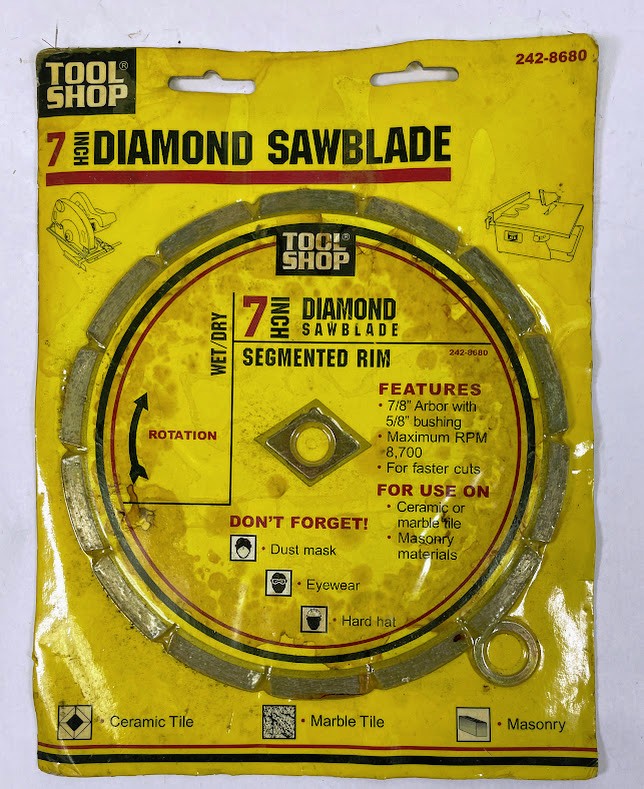 TOOL®
SHOP
242-8680
7 INCH DIAMOND SAWBLADE
TOOL®
SHOP
WET/DRY
7 INCH DIAMOND
SAWBLADE
SEGMENTED RIM
242-8680
ROTATION
FEATURES
• 7/8" Arbor with
5/8" bushing
• Maximum RPM
8,700
• For faster cuts
FOR USE ON
• Ceramic or
marble tile
• Masonry
materials
DON'T FORGET!
• Dust mask
• Eyewear
• Hard hat
• Ceramic Tile
• Marble Tile
• Masonry